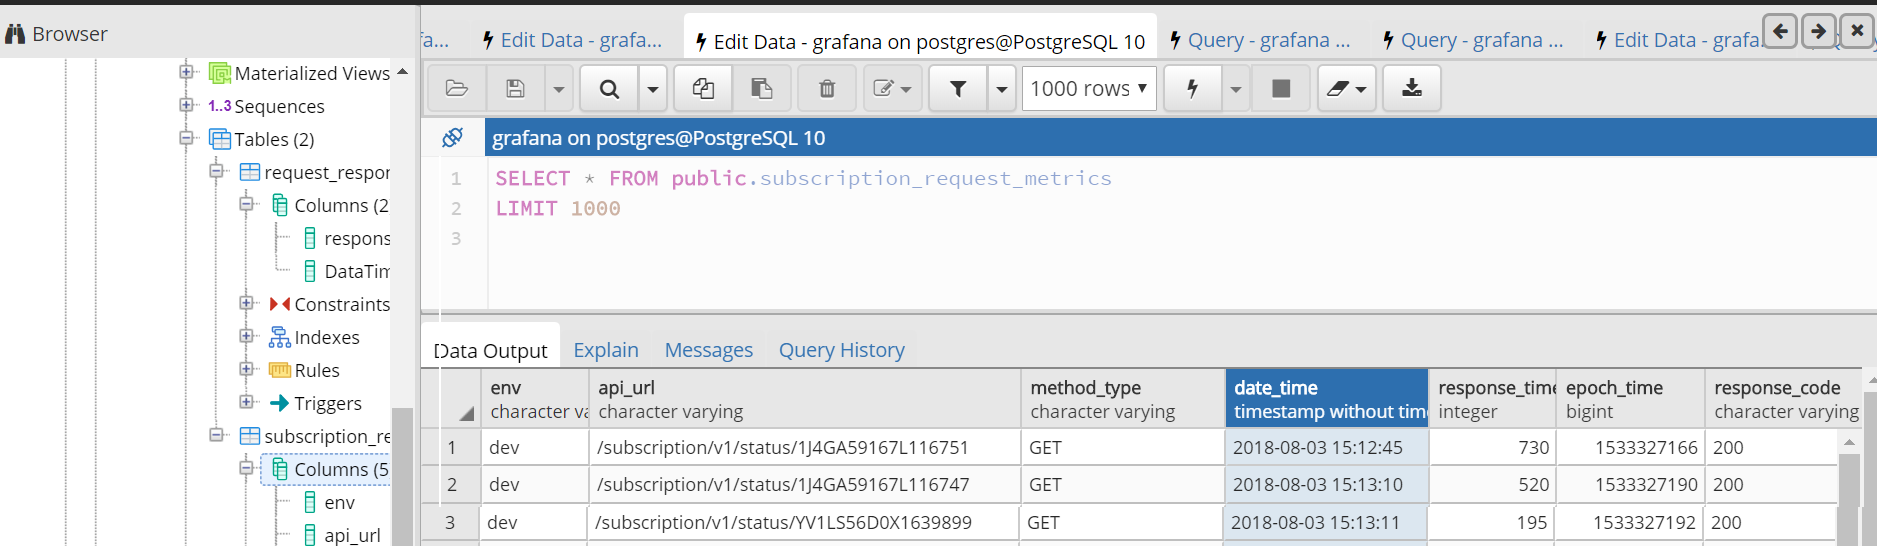 Browser
fa...
Edit Data - grafa...
Edit Data - grafana on postgres@PostgreSQL 10
Query - grafana ...
Query - grafana ...
Edit Data - grafa.
Materialized Views
1..3 Sequences
Tables (2)
request_respor
Columns (2
respons
DataTim
Constraints
Indexes
Rules
Triggers
subscription_re
Columns (5
env
api_url
1000 rows
grafana on postgres@PostgreSQL 10
1 SELECT * FROM public.subscription_request_metrics
2 LIMIT 1000
3
Data Output Explain Messages Query History
env api_url method_type date_time response_time epoch_time response_code
character va character varying character varying timestamp without time integer bigint character varying
1 dev /subscription/v1/status/1J4GA59167L116751 GET 2018-08-03 15:12:45 730 1533327166 200
2 dev /subscription/v1/status/1J4GA59167L116747 GET 2018-08-03 15:13:10 520 1533327190 200
3 dev /subscription/v1/status/YV1LS56D0X1639899 GET 2018-08-03 15:13:11 195 1533327192 200